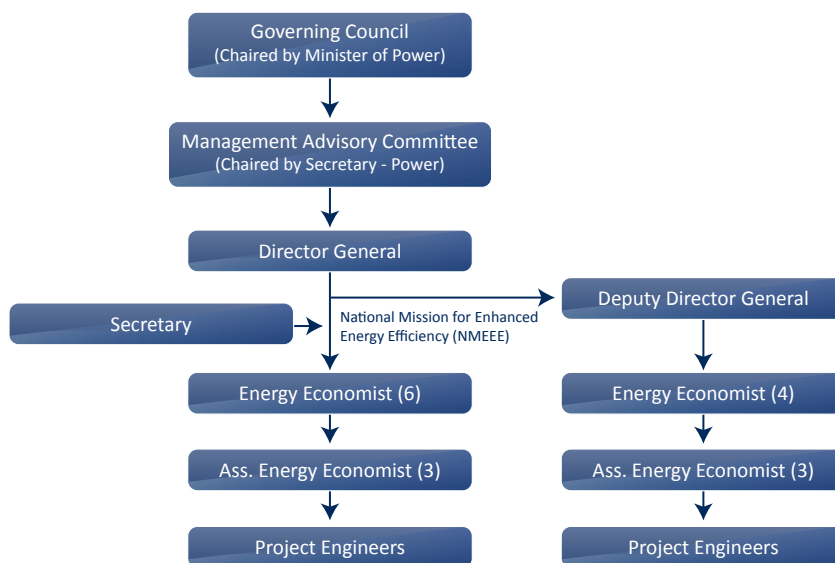 Governing Council
(Chaired by Minister of Power)
Management Advisory Committee
(Chaired by Secretary - Power)
Director General
Deputy Director General
Secretary
National Mission for Enhanced
Energy Efficiency (NMEEE)
Energy Economist (6)
Energy Economist (4)
Ass. Energy Economist (3)
Ass. Energy Economist (3)
Project Engineers
Project Engineers